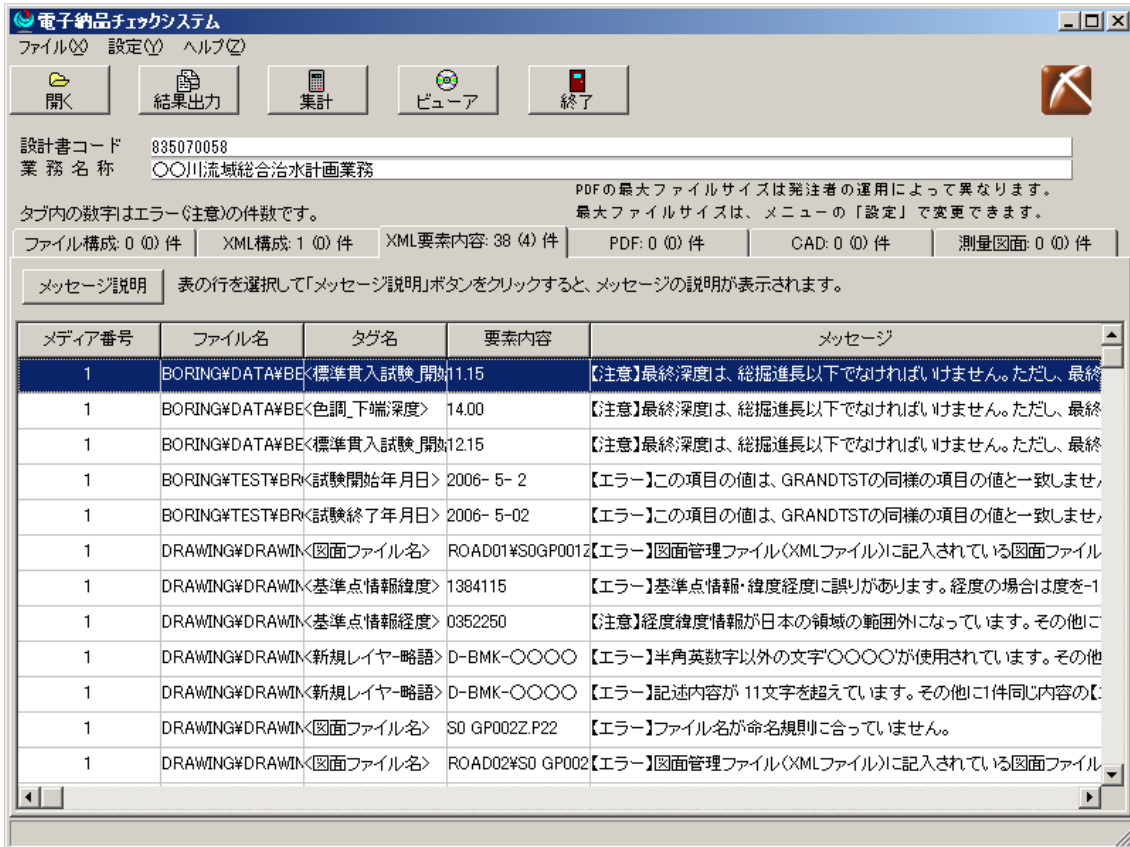 電子納品チェックシステム
ファイル(X) 設定(Y) ヘルプ(Z)
開く 結果出力 集計 ビューア 終了
設計書コード 835070058
業務名称 〇〇川流域総合治水計画業務
PDFの最大ファイルサイズは発注者の運用によって異なります。
タブ内の数字はエラー(注意)の件数です。 最大ファイルサイズは、メニューの「設定」で変更できます。
ファイル構成: 0 (0) 件 XML構成: 1 (0) 件 XML要素内容: 38 (4) 件 PDF: 0 (0) 件 CAD: 0 (0) 件 測量図面: 0 (0) 件
メッセージ説明 表の行を選択して「メッセージ説明」ボタンをクリックすると、メッセージの説明が表示されます。
メディア番号 ファイル名 タグ名 要素内容 メッセージ
1 BORING¥DATA¥BE <標準貫入試験_開始 11.15 【注意】最終深度は、総掘進長以下でなければいけません。ただし、最終
1 BORING¥DATA¥BE <色調_下端深度> 14.00 【注意】最終深度は、総掘進長以下でなければいけません。ただし、最終
1 BORING¥DATA¥BE <標準貫入試験_開始 12.15 【注意】最終深度は、総掘進長以下でなければいけません。ただし、最終
1 BORING¥TEST¥BR <試験開始年月日> 2006- 5- 2 【エラー】この項目の値は、GRANDTSTの同様の項目の値と一致しませ
1 BORING¥TEST¥BR <試験終了年月日> 2006- 5-02 【エラー】この項目の値は、GRANDTSTの同様の項目の値と一致しませ
1 DRAWING¥DRAWIN <図面ファイル名> ROAD01¥S0GP001Z 【エラー】図面管理ファイル(XMLファイル)に記入されている図面ファイル
1 DRAWING¥DRAWIN <基準点情報緯度> 1384115 【エラー】基準点情報・緯度経度に誤りがあります。経度の場合は度を-1
1 DRAWING¥DRAWIN <基準点情報経度> 0352250 【注意】経度緯度情報が日本の領域の範囲外になっています。その他に
1 DRAWING¥DRAWIN <新規レイヤー略語> D-BMK-〇〇〇〇 【エラー】半角英数字以外の文字'〇〇〇〇'が使用されています。その他
1 DRAWING¥DRAWIN <新規レイヤー略語> D-BMK-〇〇〇〇 【エラー】記述内容が 11文字を超えています。その他に1件同じ内容の【
1 DRAWING¥DRAWIN <図面ファイル名> S0 GP002Z.P22 【エラー】ファイル名が命名規則に合っていません。
1 DRAWING¥DRAWIN <図面ファイル名> ROAD02¥S0 GP002 【エラー】図面管理ファイル(XMLファイル)に記入されている図面ファイル